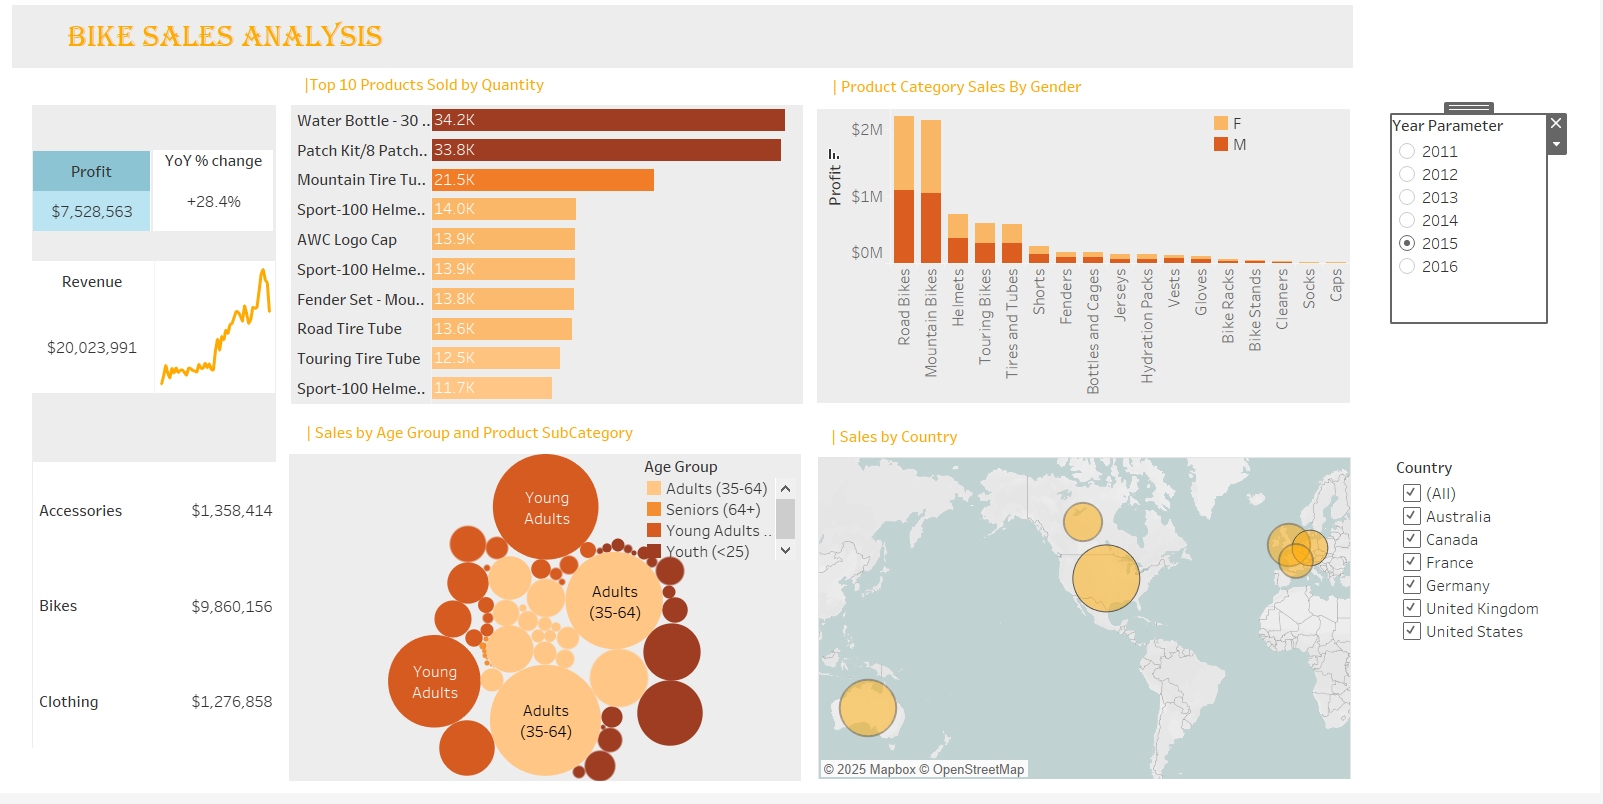 BIKE SALES ANALYSIS
Profit
$7,528,563
YoY % change
+28.4%
Revenue
$20,023,991
Accessories $1,358,414
Bikes $9,860,156
Clothing $1,276,858
|Top 10 Products Sold by Quantity
Water Bottle - 30 .. 34.2K
Patch Kit/8 Patch.. 33.8K
Mountain Tire Tu.. 21.5K
Sport-100 Helme.. 14.0K
AWC Logo Cap 13.9K
Sport-100 Helme.. 13.9K
Fender Set - Mou.. 13.8K
Road Tire Tube 13.6K
Touring Tire Tube 12.5K
Sport-100 Helme.. 11.7K
| Product Category Sales By Gender
F
M
Profit
$2M
$1M
$0M
Road Bikes
Mountain Bikes
Helmets
Touring Bikes
Tires and Tubes
Shorts
Fenders
Bottles and Cages
Jerseys
Hydration Packs
Vests
Gloves
Bike Racks
Bike Stands
Cleaners
Socks
Caps
Year Parameter
2011
2012
2013
2014
2015
2016
| Sales by Age Group and Product SubCategory
Age Group
Adults (35-64)
Seniors (64+)
Young Adults ..
Youth (<25)
Young
Adults
Adults
(35-64)
Young
Adults
Adults
(35-64)
| Sales by Country
© 2025 Mapbox © OpenStreetMap
Country
(All)
Australia
Canada
France
Germany
United Kingdom
United States